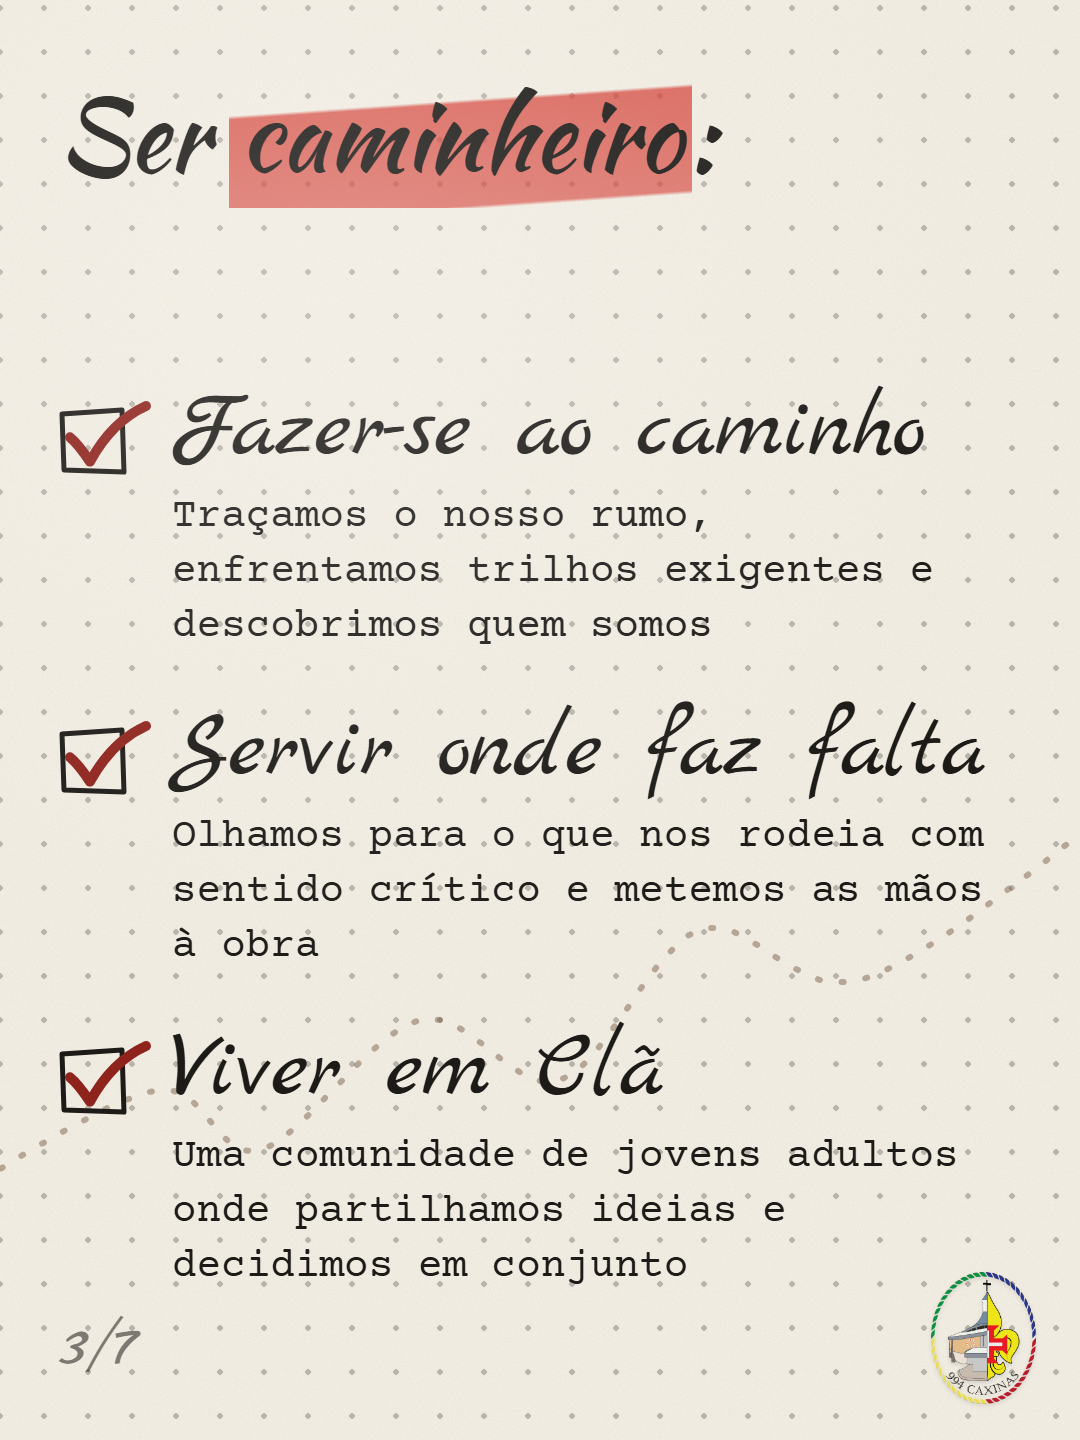 Ser caminheiro:
Fazer-se ao caminho
Traçamos o nosso rumo,
enfrentamos trilhos exigentes e
descobrimos quem somos
Servir onde faz falta
Olhamos para o que nos rodeia com
sentido crítico e metemos as mãos
à obra
Viver em Clã
Uma comunidade de jovens adultos
onde partilhamos ideias e
decidimos em conjunto
3/7
994 CAXINAS